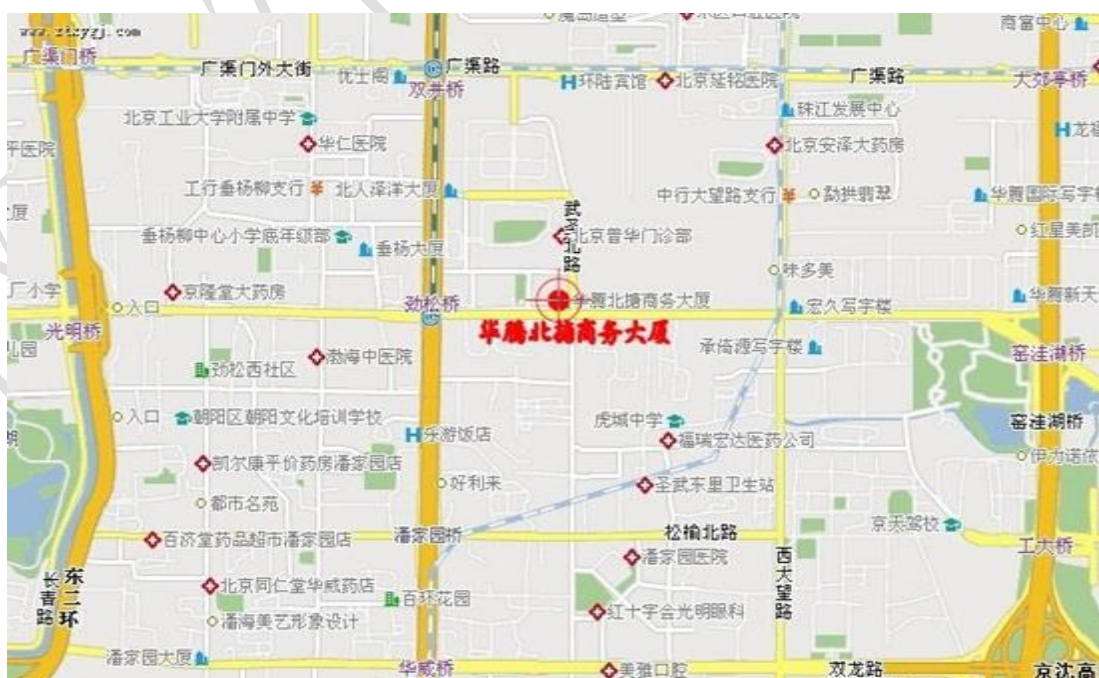 商富中心
广渠门桥
广渠门外大街
优士阁
广渠路
双井桥
环陆宾馆
北京延铭医院
广渠路
大郊亭桥
北京工业大学附属中学
珠江发展中心
华仁医院
北京安泽大药房
平医院
工行垂杨柳支行
北人泽洋大厦
中行大望路支行
勐拱翡翠
华腾国际写字楼
垂杨柳中心小学底年级部
垂杨大厦
武圣北路
北京普华门诊部
红星美凯
味多美
厂小学
京隆堂大药房
入口
劲松桥
华腾北搪商务大厦
宏久写字楼
华腾新天
光明桥
华腾北搪商务大厦
承倚源写字楼
窑洼湖桥
儿园
渤海中医院
劲松西社区
入口
朝阳区朝阳文化培训学校
虎城中学
窑洼湖桥
乐游饭店
福瑞宏达医药公司
伊力诺依
凯尔康平价药房潘家园店
好利来
圣武东里卫生站
都市名苑
京天驾校
百济堂药品超市潘家园店
潘家园桥
松榆北路
工大桥
潘家园医院
西大望路
东二环
长青路
北京同仁堂华威药店
百环花园
红十字会光明眼科
潘海美艺形象设计
潘家园大厦
华威桥
美雅口腔
双龙路
京沈高